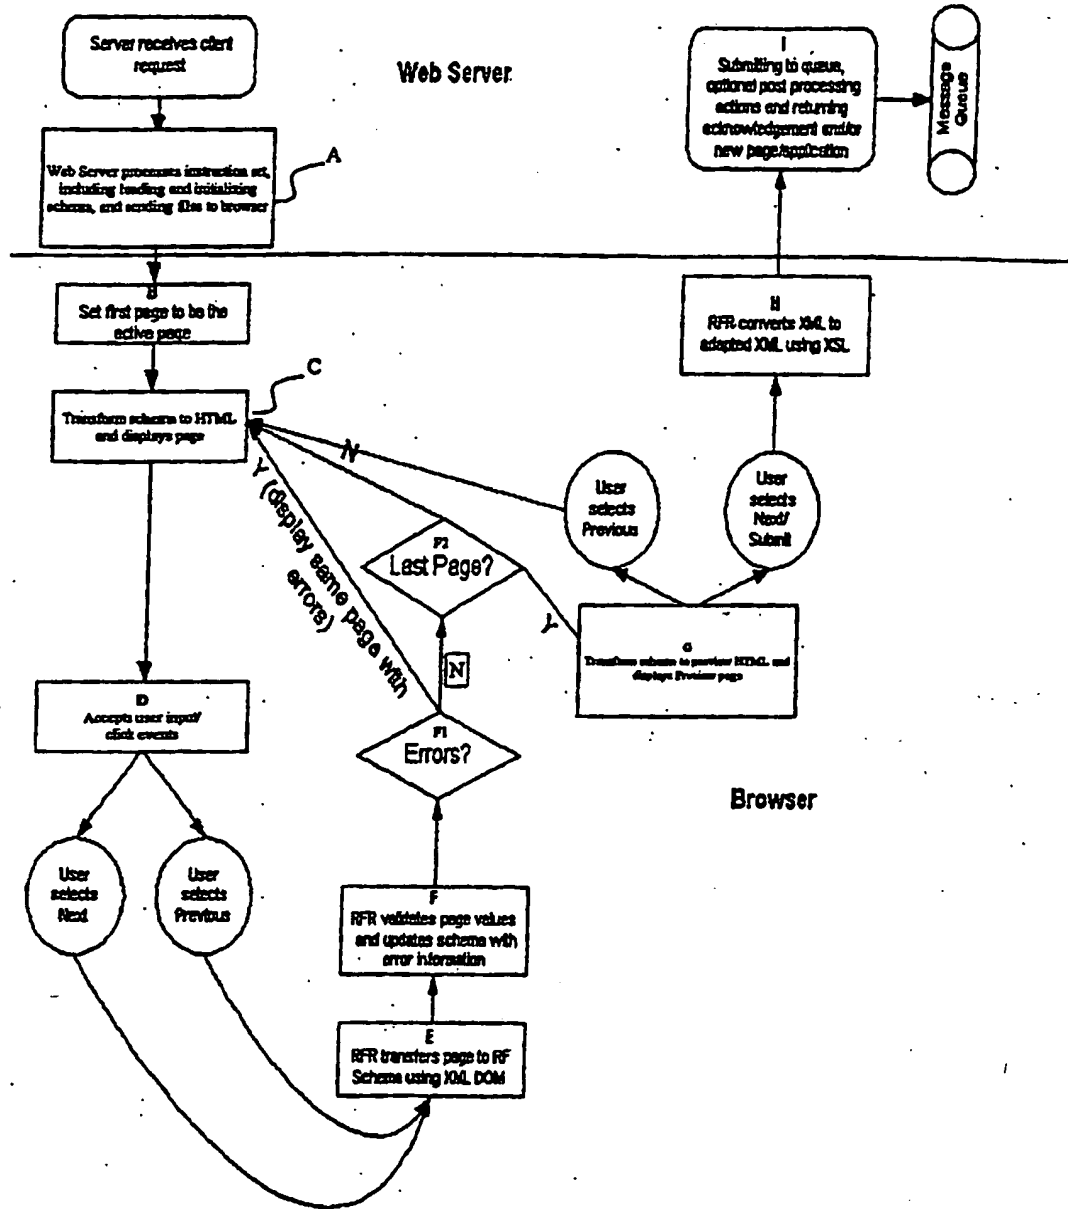 Server receives client
request
Web Server
I
Submitting to queue,
optional post processing
actions and returning
acknowledgement and/or
new page/application
Message
Queue
Web Server processes instruction set,
including loading and initializing
schema, and sending files to browser
A
B
Set first page to be the
active page
H
RFR converts XML to
adapted XML using XSL
C
Transform schema to HTML
and displays page
N
Y (display same page with
errors)
User
selects
Previous
User
selects
Next/
Submit
F2
Last Page?
Y
G
Transform schema to preview HTML and
displays Preview page
N
D
Accepts user input/
click events
F1
Errors?
Browser
User
selects
Next
User
selects
Previous
F
RFR validates page values
and updates schema with
error information
E
RFR transfers page to RF
Schema using XML DOM